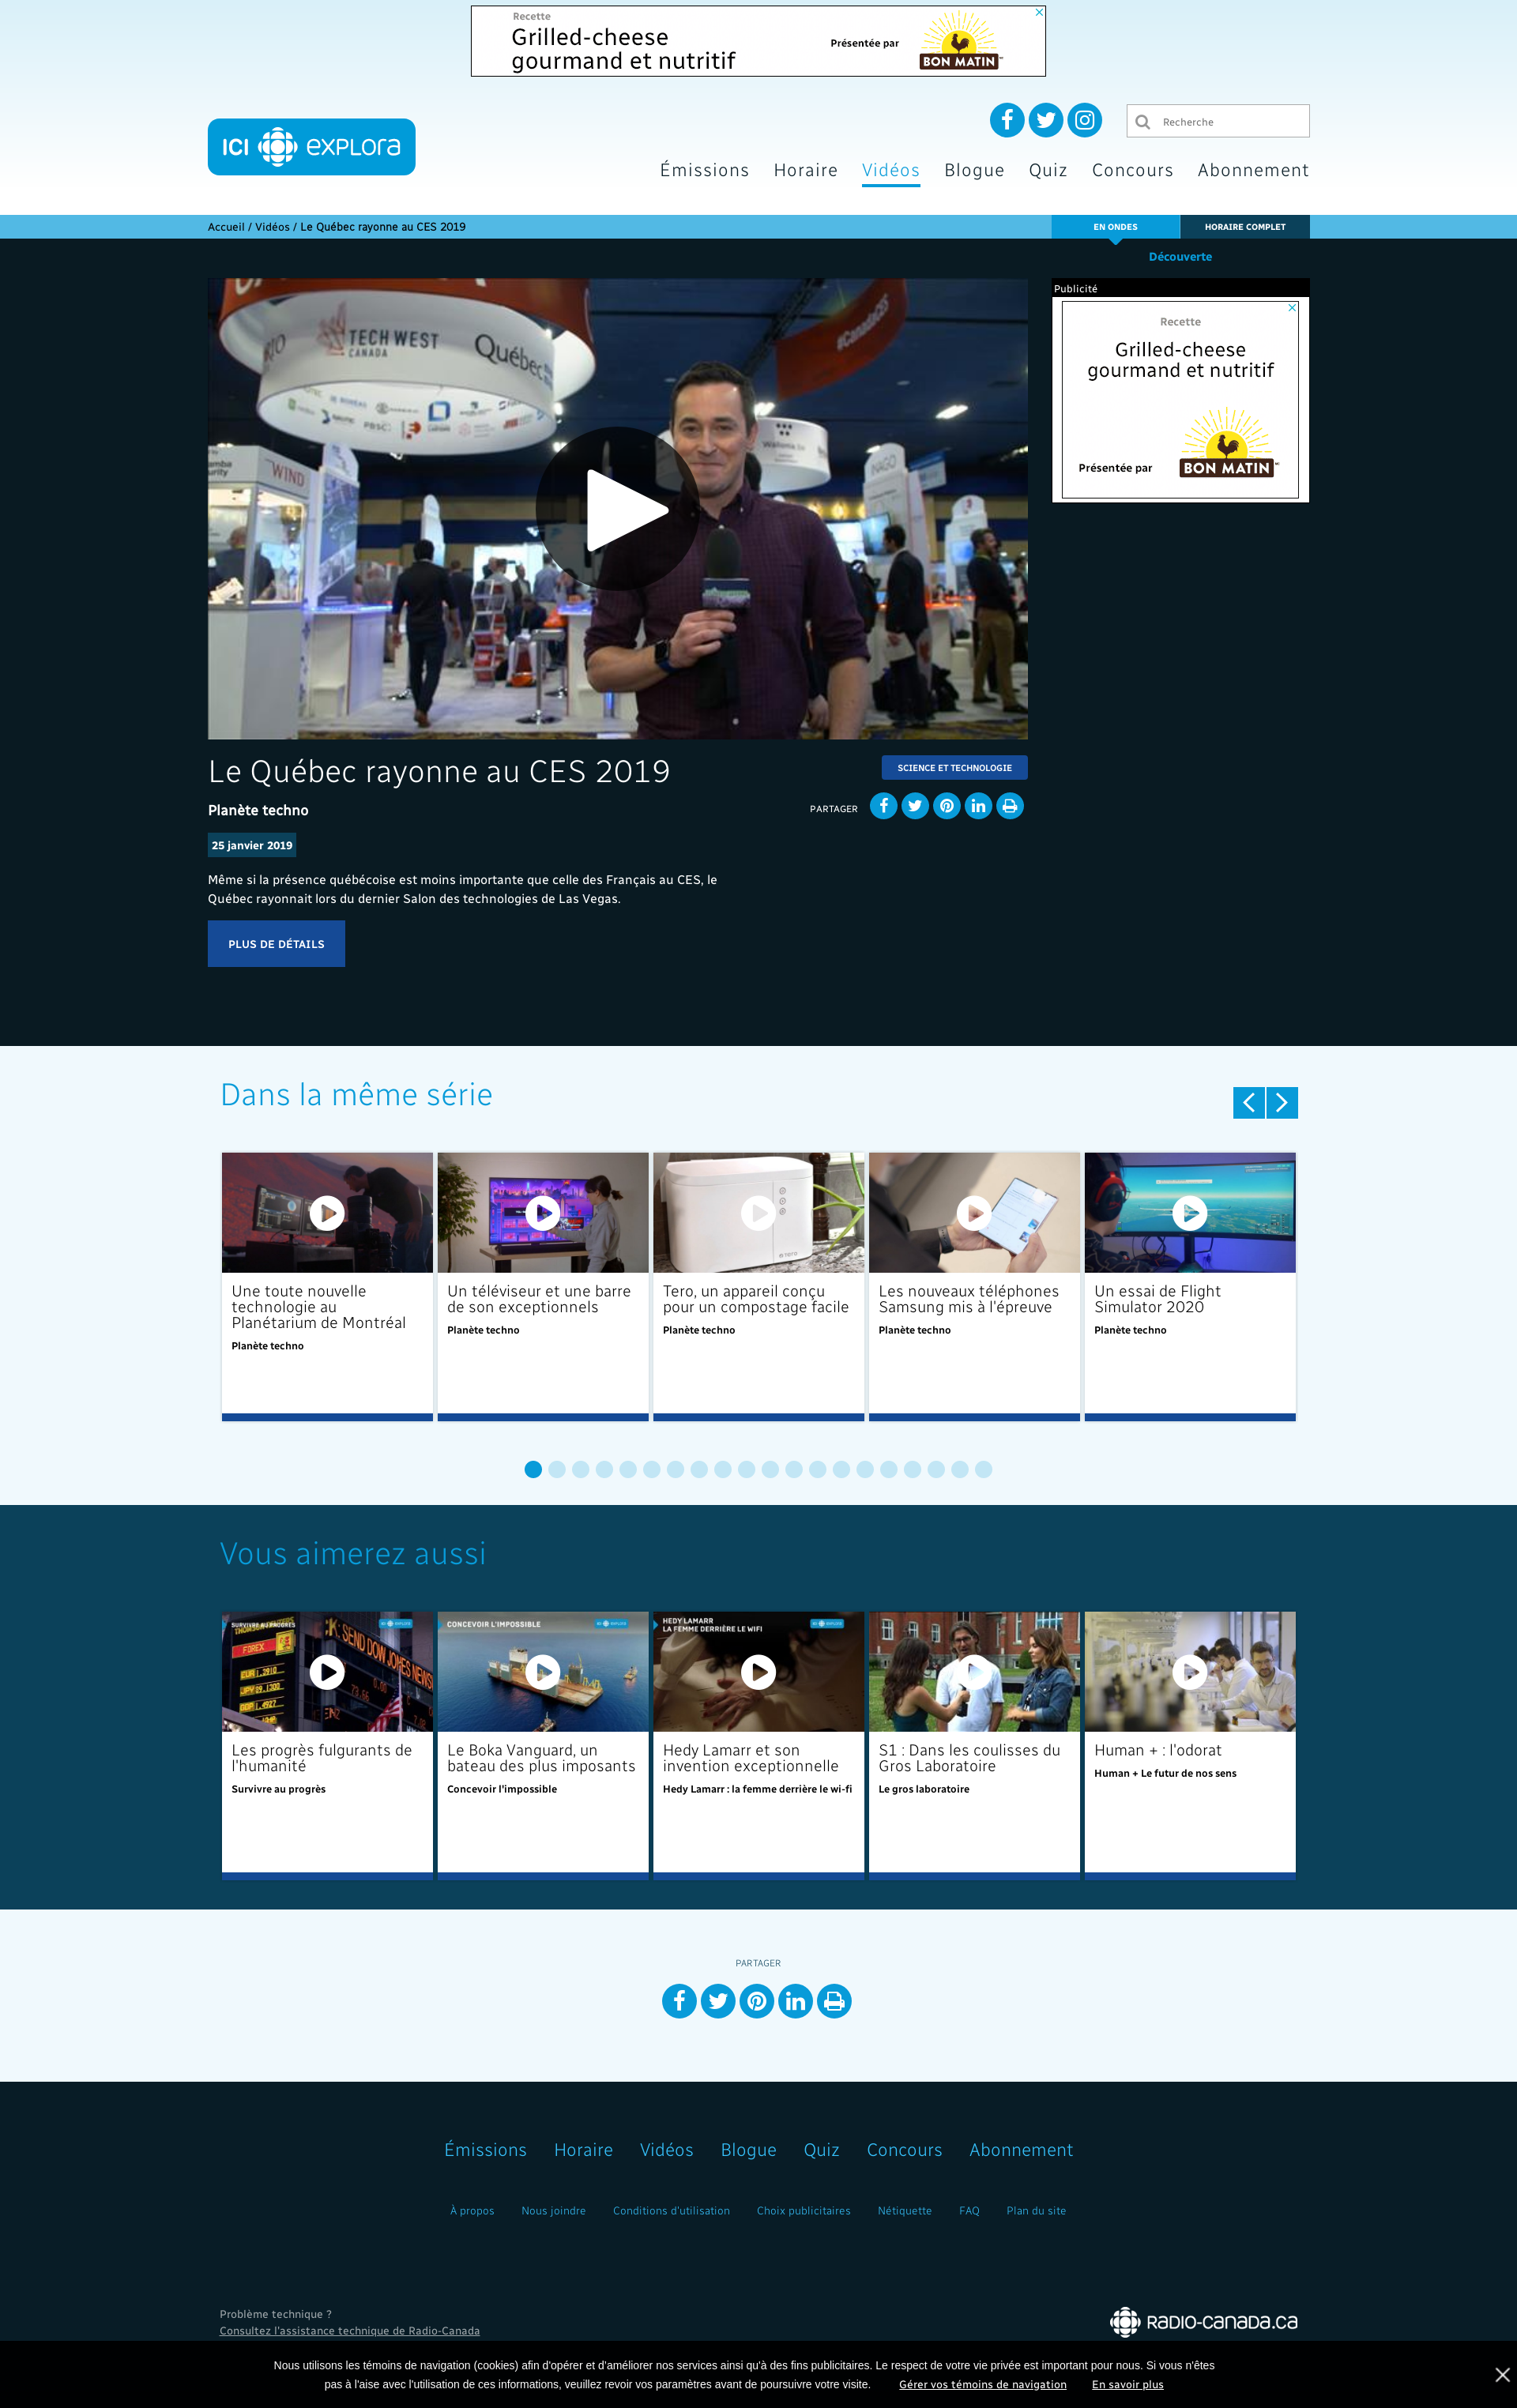 Recette
Grilled-cheese
gourmand et nutritif
Présentée par
BON MATIN
ICI explora
Recherche
Émissions Horaire Vidéos Blogue Quiz Concours Abonnement
Accueil / Vidéos / Le Québec rayonne au CES 2019
EN ONDES
HORAIRE COMPLET
Découverte
TECH WEST
CANADA
Québec
#CanadaCES
WIND
Publicité
Recette
Grilled-cheese
gourmand et nutritif
Présentée par
BON MATIN
Le Québec rayonne au CES 2019
SCIENCE ET TECHNOLOGIE
Planète techno
PARTAGER
25 janvier 2019
Même si la présence québécoise est moins importante que celle des Français au CES, le
Québec rayonnait lors du dernier Salon des technologies de Las Vegas.
PLUS DE DÉTAILS
Dans la même série
Une toute nouvelle
technologie au
Planétarium de Montréal
Planète techno
Un téléviseur et une barre
de son exceptionnels
Planète techno
Tero, un appareil conçu
pour un compostage facile
Planète techno
Les nouveaux téléphones
Samsung mis à l'épreuve
Planète techno
Un essai de Flight
Simulator 2020
Planète techno
Vous aimerez aussi
FOREX
SEND DOW JONES NEWS
CONCEVOIR L'IMPOSSIBLE
HEDY LAMARR
LA FEMME DERRIÈRE LE WIFI
Les progrès fulgurants de
l'humanité
Survivre au progrès
Le Boka Vanguard, un
bateau des plus imposants
Concevoir l'impossible
Hedy Lamarr et son
invention exceptionnelle
Hedy Lamarr : la femme derrière le wi-fi
S1 : Dans les coulisses du
Gros Laboratoire
Le gros laboratoire
Human + : l'odorat
Human + Le futur de nos sens
PARTAGER
Émissions Horaire Vidéos Blogue Quiz Concours Abonnement
À propos Nous joindre Conditions d'utilisation Choix publicitaires Nétiquette FAQ Plan du site
Problème technique ?
Consultez l'assistance technique de Radio-Canada
Radio-Canada.ca
Nous utilisons les témoins de navigation (cookies) afin d'opérer et d'améliorer nos services ainsi qu'à des fins publicitaires. Le respect de votre vie privée est important pour nous. Si vous n'êtes
pas à l'aise avec l'utilisation de ces informations, veuillez revoir vos paramètres avant de poursuivre votre visite. Gérer vos témoins de navigation En savoir plus